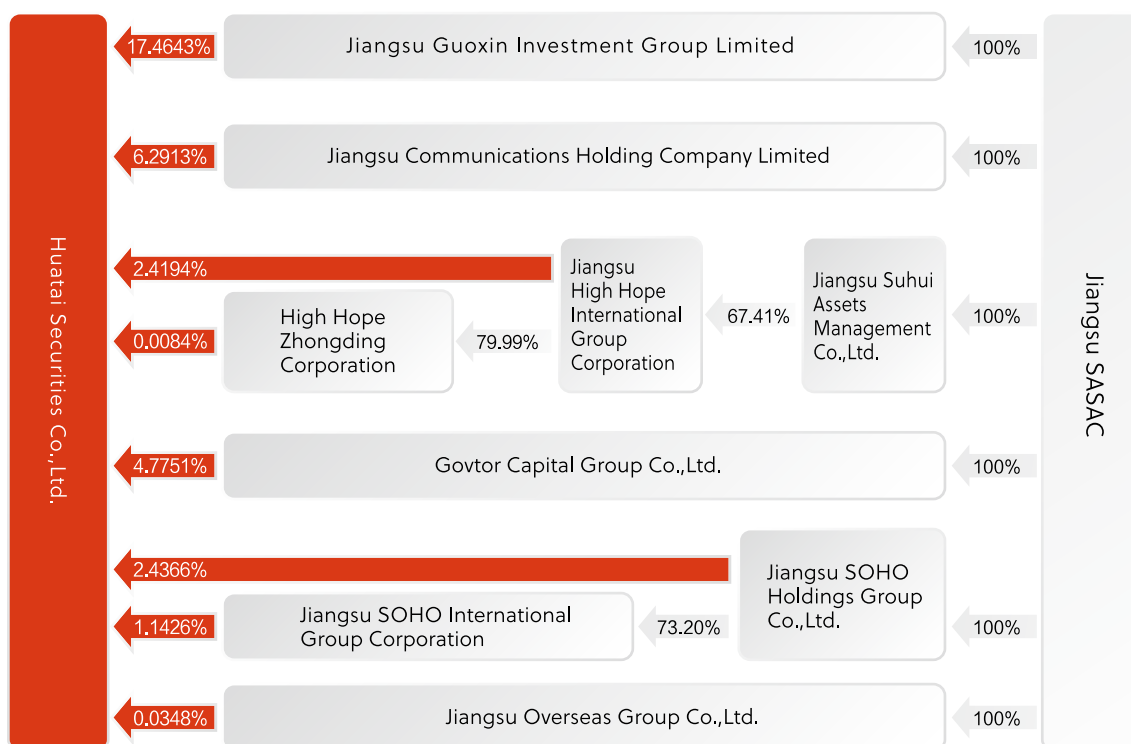 Huatai Securities Co.,Ltd.
17.4643%
Jiangsu Guoxin Investment Group Limited
100%
6.2913%
Jiangsu Communications Holding Company Limited
100%
2.4194%
0.0084%
High Hope
Zhongding
Corporation
79.99%
Jiangsu
High Hope
International
Group
Corporation
67.41%
Jiangsu Suhui
Assets
Management
Co.,Ltd.
100%
4.7751%
Govtor Capital Group Co.,Ltd.
100%
2.4366%
1.1426%
Jiangsu SOHO International
Group Corporation
73.20%
Jiangsu SOHO
Holdings Group
Co.,Ltd.
100%
0.0348%
Jiangsu Overseas Group Co.,Ltd.
100%
Jiangsu SASAC